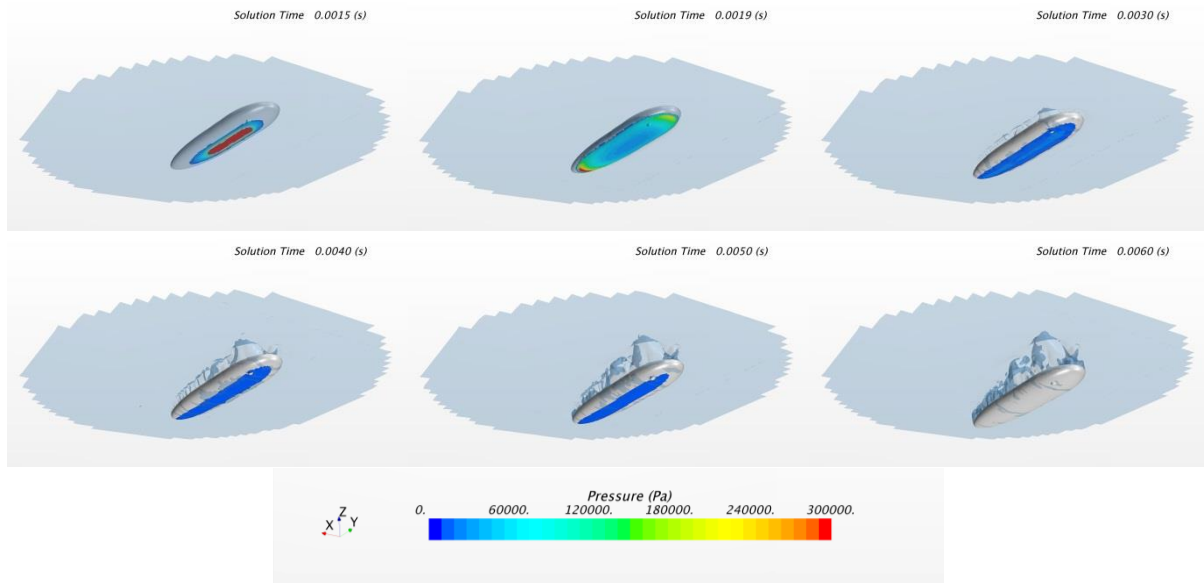 Solution Time 0.0015 (s)
Solution Time 0.0019 (s)
Solution Time 0.0030 (s)
Solution Time 0.0040 (s)
Solution Time 0.0050 (s)
Solution Time 0.0060 (s)
Pressure (Pa)
0. 60000. 120000. 180000. 240000. 300000.
Z
X Y